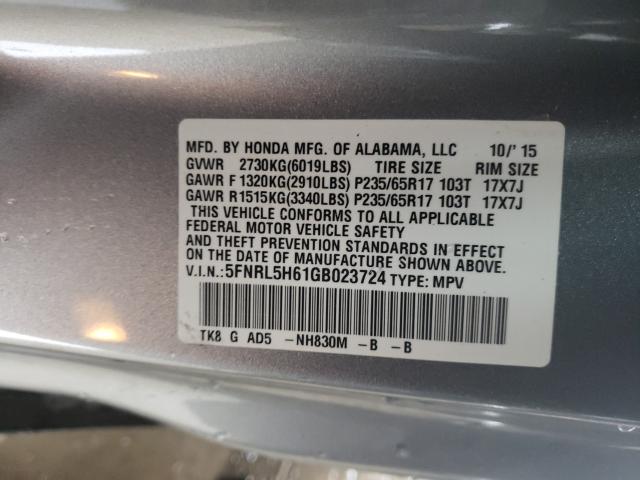 MFD. BY HONDA MFG. OF ALABAMA, LLC 10/' 15
GVWR 2730KG(6019LBS) TIRE SIZE RIM SIZE
GAWR F 1320KG(2910LBS) P235/65R17 103T 17X7J
GAWR R1515KG(3340LBS) P235/65R17 103T 17X7J
THIS VEHICLE CONFORMS TO ALL APPLICABLE
FEDERAL MOTOR VEHICLE SAFETY
AND THEFT PREVENTION STANDARDS IN EFFECT
ON THE DATE OF MANUFACTURE SHOWN ABOVE.
V.I.N.:5FNRL5H61GB023724 TYPE: MPV
TK8 G AD5 -NH830M -B -B